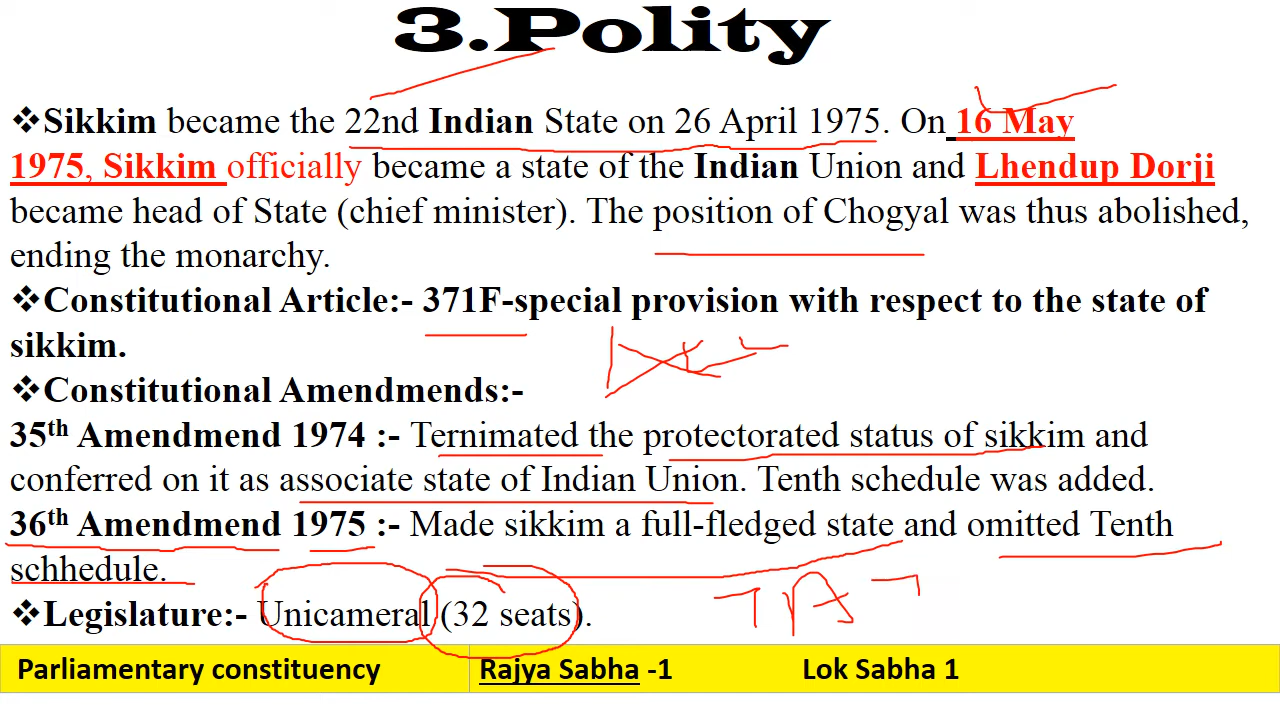 3.Polity
❖Sikkim became the 22nd Indian State on 26 April 1975. On 16 May
1975, Sikkim officially became a state of the Indian Union and Lhendup Dorji
became head of State (chief minister). The position of Chogyal was thus abolished,
ending the monarchy.
❖Constitutional Article:- 371F-special provision with respect to the state of
sikkim.
❖Constitutional Amendmends:-
35th Amendmend 1974 :- Ternimated the protectorated status of sikkim and
conferred on it as associate state of Indian Union. Tenth schedule was added.
36th Amendmend 1975 :- Made sikkim a full-fledged state and omitted Tenth
schhedule.
❖Legislature:- Unicameral (32 seats).
Parliamentary constituency Rajya Sabha -1 Lok Sabha 1